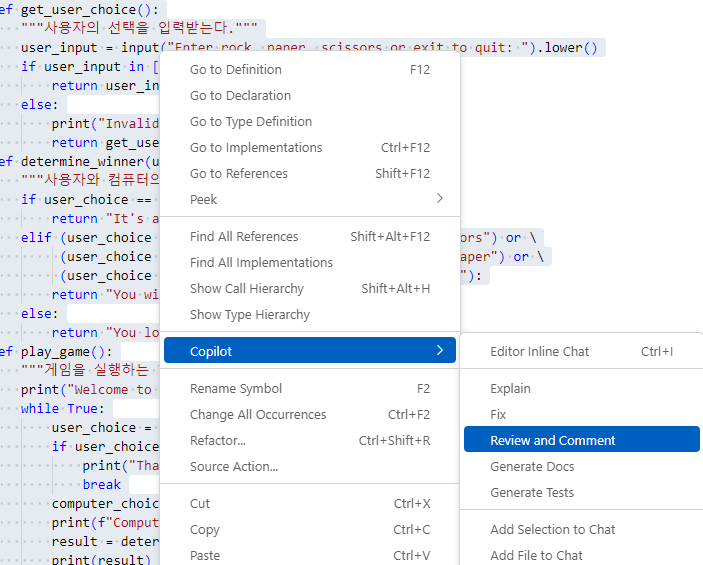 ef get_user_choice():
"""사용자의 선택을 입력받는다."""
user_input = input("Enter rock, paper, scissors or exit to quit: ").lower()
if user_input in [
return user_in
else:
print("Invalid
return get_use
ef determine_winner(u
"""사용자와 컴퓨터의
if user_choice ==
return "It's a
elif (user_choice ors") or \
(user_choice aper") or \
(user_choice "):
return "You wi
else:
return "You lo
ef play_game():
"""게임을 실행하는
print("Welcome to
while True:
user_choice =
if user_choice
print("Tha
break
computer_choic
print(f"Comput
result = deter
print(result)
Go to Definition F12
Go to Declaration
Go to Type Definition
Go to Implementations Ctrl+F12
Go to References Shift+F12
Peek
Find All References Shift+Alt+F12
Find All Implementations
Show Call Hierarchy Shift+Alt+H
Show Type Hierarchy
Copilot
Rename Symbol F2
Change All Occurrences Ctrl+F2
Refactor... Ctrl+Shift+R
Source Action...
Cut Ctrl+X
Copy Ctrl+C
Paste Ctrl+V
Editor Inline Chat Ctrl+I
Explain
Fix
Review and Comment
Generate Docs
Generate Tests
Add Selection to Chat
Add File to Chat